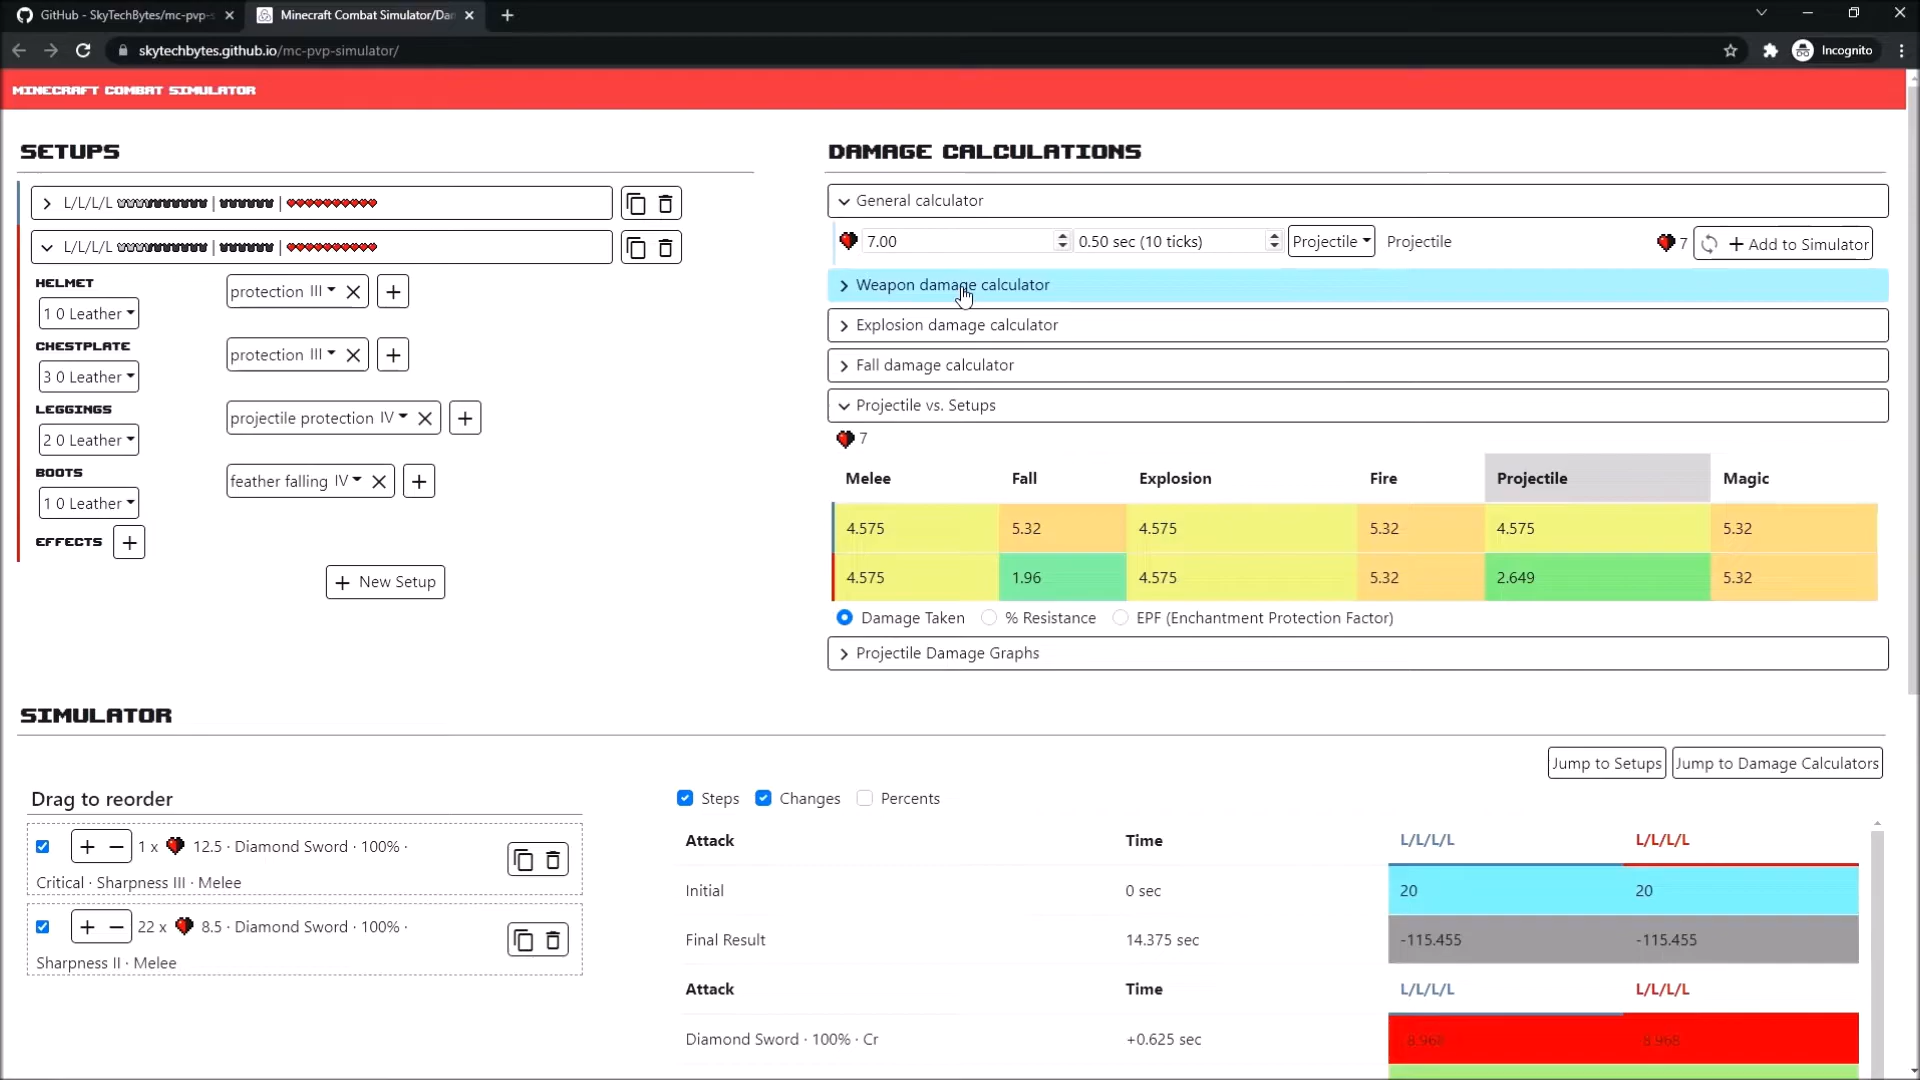 GitHub - SkyTechBytes/mc-pvp-s
Minecraft Combat Simulator/Dan
skytechbytes.github.io/mc-pvp-simulator/
Incognito
MINECRAFT COMBAT SIMULATOR
SETUPS
L/L/L/L | |
L/L/L/L | |
HELMET
1 0 Leather
protection III
CHESTPLATE
3 0 Leather
protection III
LEGGINGS
2 0 Leather
projectile protection IV
BOOTS
1 0 Leather
feather falling IV
EFFECTS
+ New Setup
DAMAGE CALCULATIONS
General calculator
7.00 0.50 sec (10 ticks) Projectile Projectile 7 + Add to Simulator
Weapon damage calculator
Explosion damage calculator
Fall damage calculator
Projectile vs. Setups
7
Melee Fall Explosion Fire Projectile Magic
4.575 5.32 4.575 5.32 4.575 5.32
4.575 1.96 4.575 5.32 2.649 5.32
Damage Taken % Resistance EPF (Enchantment Protection Factor)
Projectile Damage Graphs
SIMULATOR
Jump to Setups Jump to Damage Calculators
Drag to reorder
+ − 1 x 12.5 · Diamond Sword · 100% ·
Critical · Sharpness III · Melee
+ − 22 x 8.5 · Diamond Sword · 100% ·
Sharpness II · Melee
Steps Changes Percents
Attack Time L/L/L/L L/L/L/L
Initial 0 sec 20 20
Final Result 14.375 sec -115.455 -115.455
Attack Time L/L/L/L L/L/L/L
Diamond Sword · 100% · Cr +0.625 sec 8.968 8.968